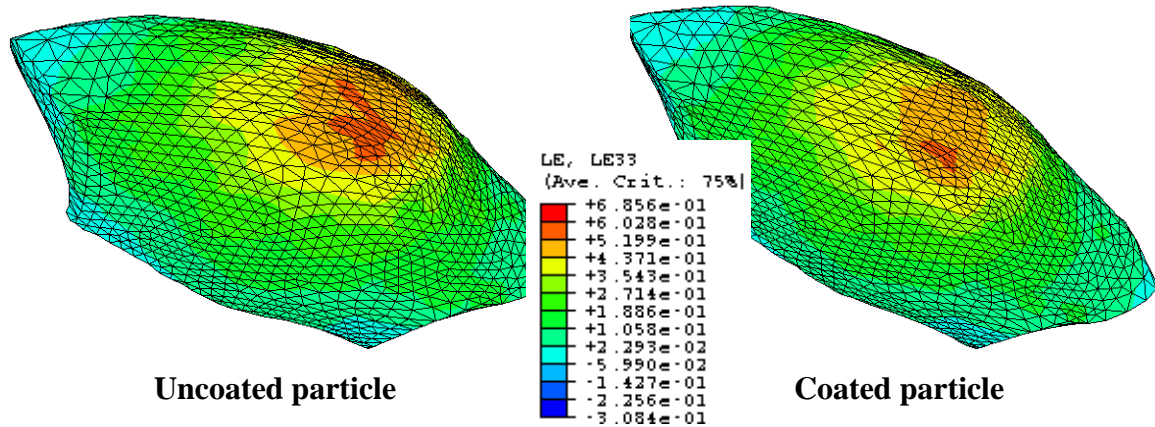 LE, LE33
(Ave. Crit.: 75%)
+6.856e-01
+6.028e-01
+5.199e-01
+4.371e-01
+3.543e-01
+2.714e-01
+1.886e-01
+1.058e-01
+2.293e-02
-5.990e-02
-1.427e-01
-2.256e-01
-3.084e-01
Uncoated particle
Coated particle